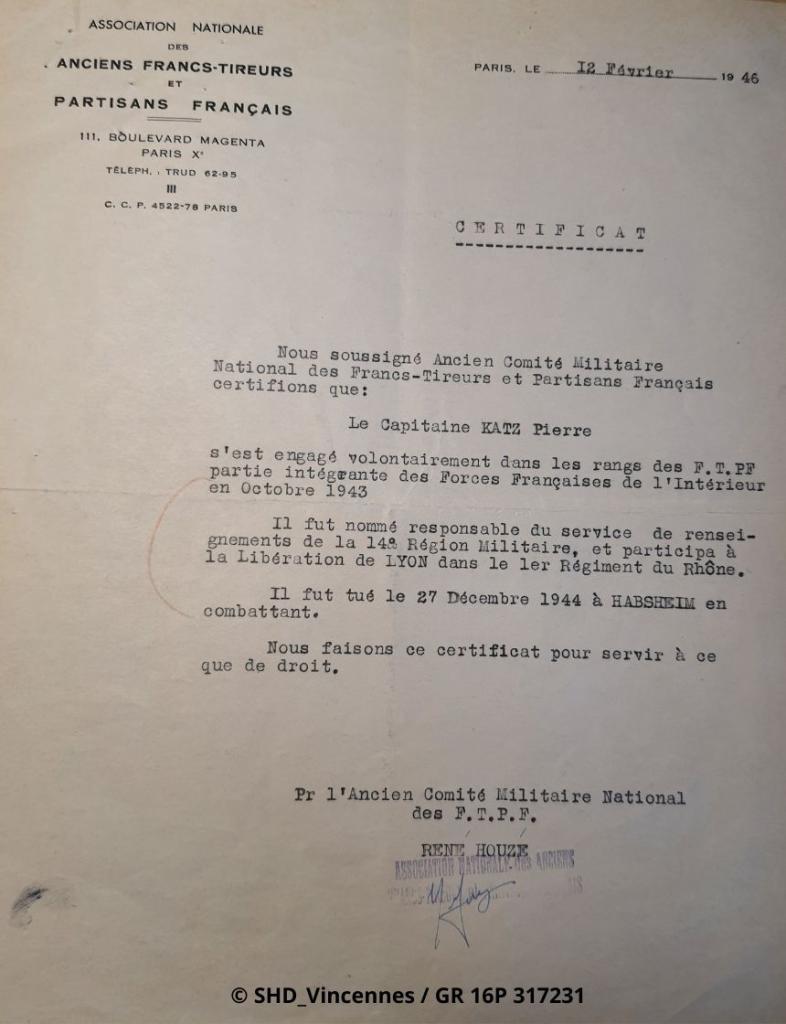 ASSOCIATION NATIONALE
DES
ANCIENS FRANCS-TIREURS
ET
PARTISANS FRANÇAIS
111, BOULEVARD MAGENTA
PARIS Xe
TÉLÉPH. : TRUD 62-95
C. C. P. 4522-78 PARIS
PARIS, LE 12 Février 1946
CERTIFICAT
Nous soussigné Ancien Comité Militaire
National des Francs-Tireurs et Partisans Français
certifions que:
Le Capitaine KATZ Pierre
s'est engagé volontairement dans les rangs des F.T.PF
partie intégrante des Forces Françaises de l'Intérieur
en Octobre 1943
Il fut nommé responsable du service de rensei-
gnements de la 14e Région Militaire, et participa à
la Libération de LYON dans le 1er Régiment du Rhône.
Il fut tué le 27 Décembre 1944 à HABSHEIM en
combattant.
Nous faisons ce certificat pour servir à ce
que de droit.
Pr l'Ancien Comité Militaire National
des F.T.P.F.
RENÉ HOUZÉ
ASSOCIATION NATIONALE des ANCIENS
© SHD_Vincennes / GR 16P 317231